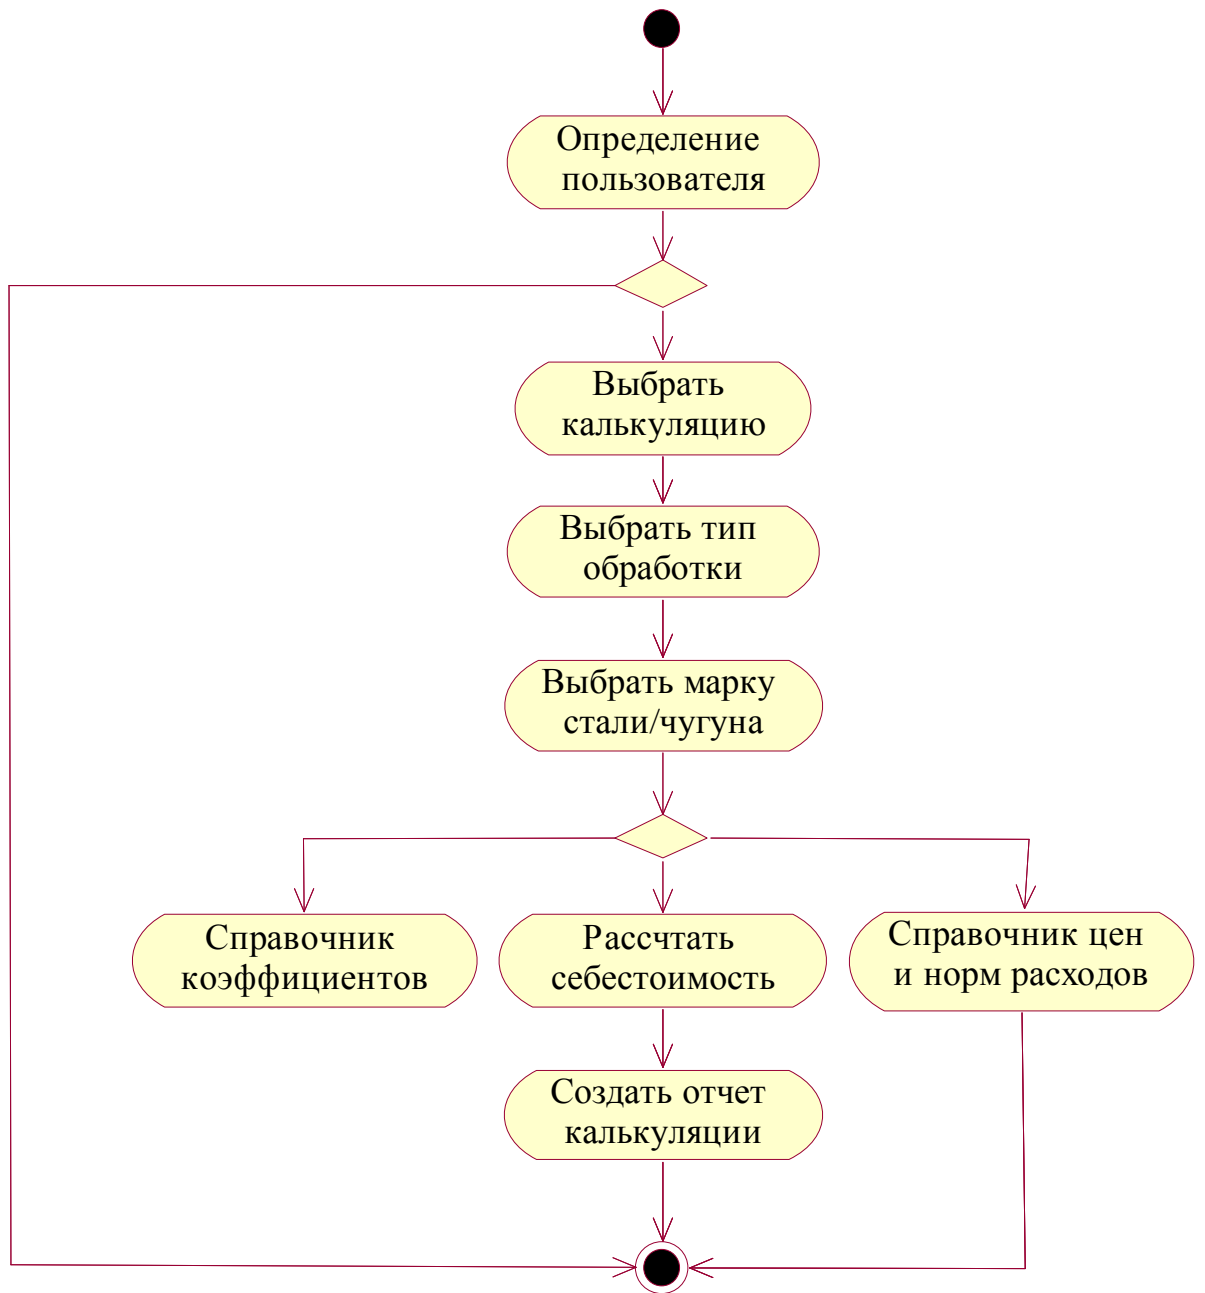 Определение
пользователя
Выбрать
калькуляцию
Выбрать тип
обработки
Выбрать марку
стали/чугуна
Справочник
коэффициентов
Рассчтать
себестоимость
Справочник цен
и норм расходов
Создать отчет
калькуляции